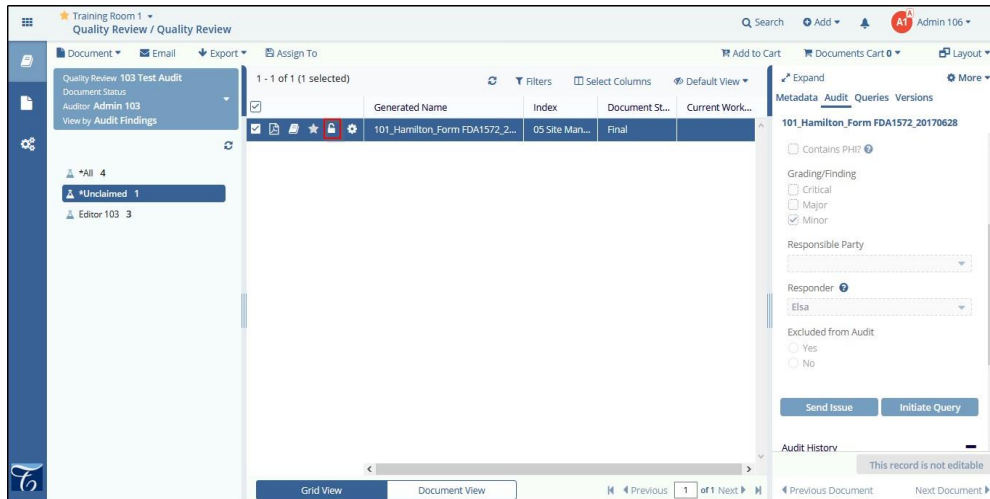 Training Room 1
Quality Review / Quality Review
Search
Add
A
A1
Admin 106
Document
Email
Export
Assign To
Add to Cart
Documents Cart 0
Layout
Quality Review 103 Test Audit
Document Status
Auditor Admin 103
View by Audit Findings
*All 4
*Unclaimed 1
Editor 103 3
1 - 1 of 1 (1 selected)
Filters
Select Columns
Default View
Generated Name
Index
Document St...
Current Work...
101_Hamilton_Form FDA1572_2...
05 Site Man...
Final
Grid View
Document View
Previous
1
of 1
Next
Expand
More
Metadata Audit Queries Versions
101_Hamilton_Form FDA1572_20170628
Contains PHI?
Grading/Finding
Critical
Major
Minor
Responsible Party
Responder
Elsa
Excluded from Audit
Yes
No
Send Issue
Initiate Query
Audit History
This record is not editable
Previous Document
Next Document